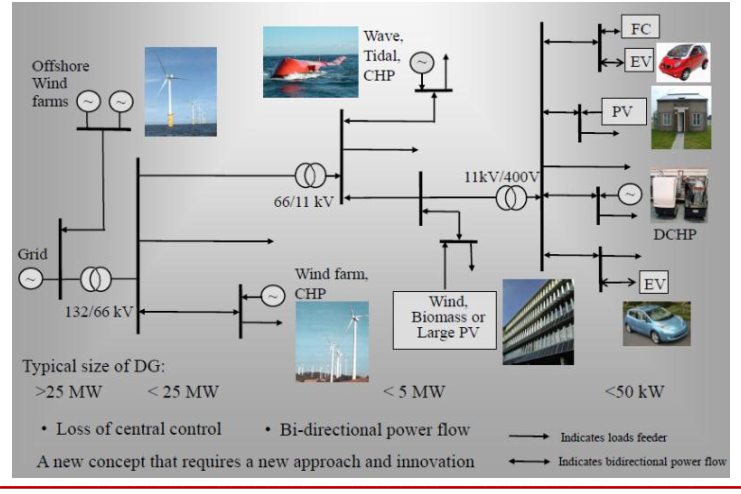 Offshore
Wind
farms
~
~
Wave,
Tidal,
CHP
~
FC
EV
PV
66/11 kV
11kV/400V
~
DCHP
Grid
~
132/66 kV
Wind farm,
~
CHP
Wind,
Biomass or
Large PV
EV
Typical size of DG:
>25 MW
< 25 MW
< 5 MW
<50 kW
• Loss of central control
• Bi-directional power flow
Indicates loads feeder
A new concept that requires a new approach and innovation
Indicates bidirectional power flow